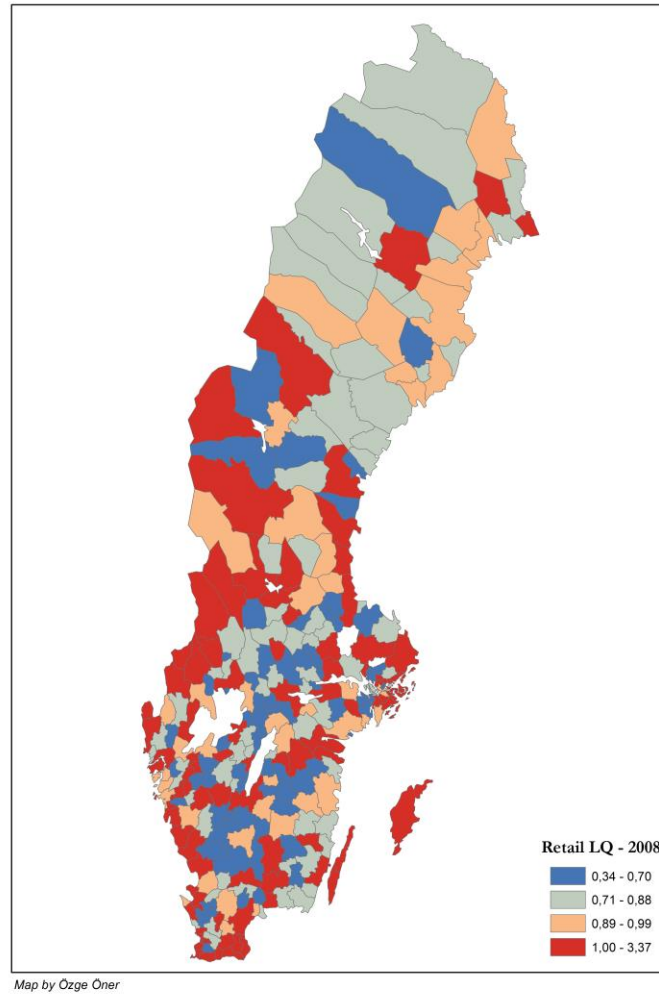 Retail LQ - 2008
0,34 - 0,70
0,71 - 0,88
0,89 - 0,99
1,00 - 3,37
Map by Özge Öner